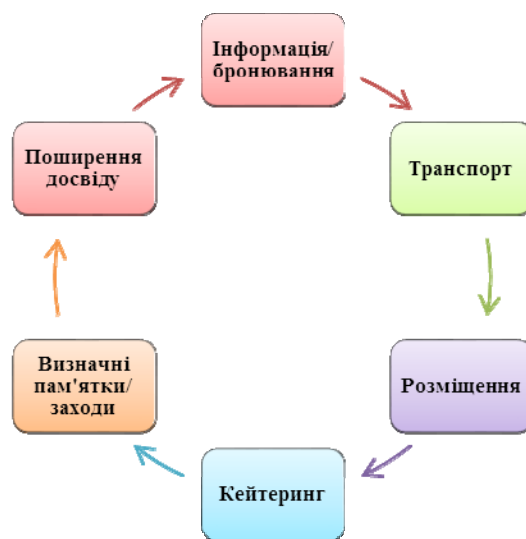 Інформація/
бронювання
Транспорт
Розміщення
Кейтеринг
Визначні
пам'ятки/
заходи
Поширення
досвіду